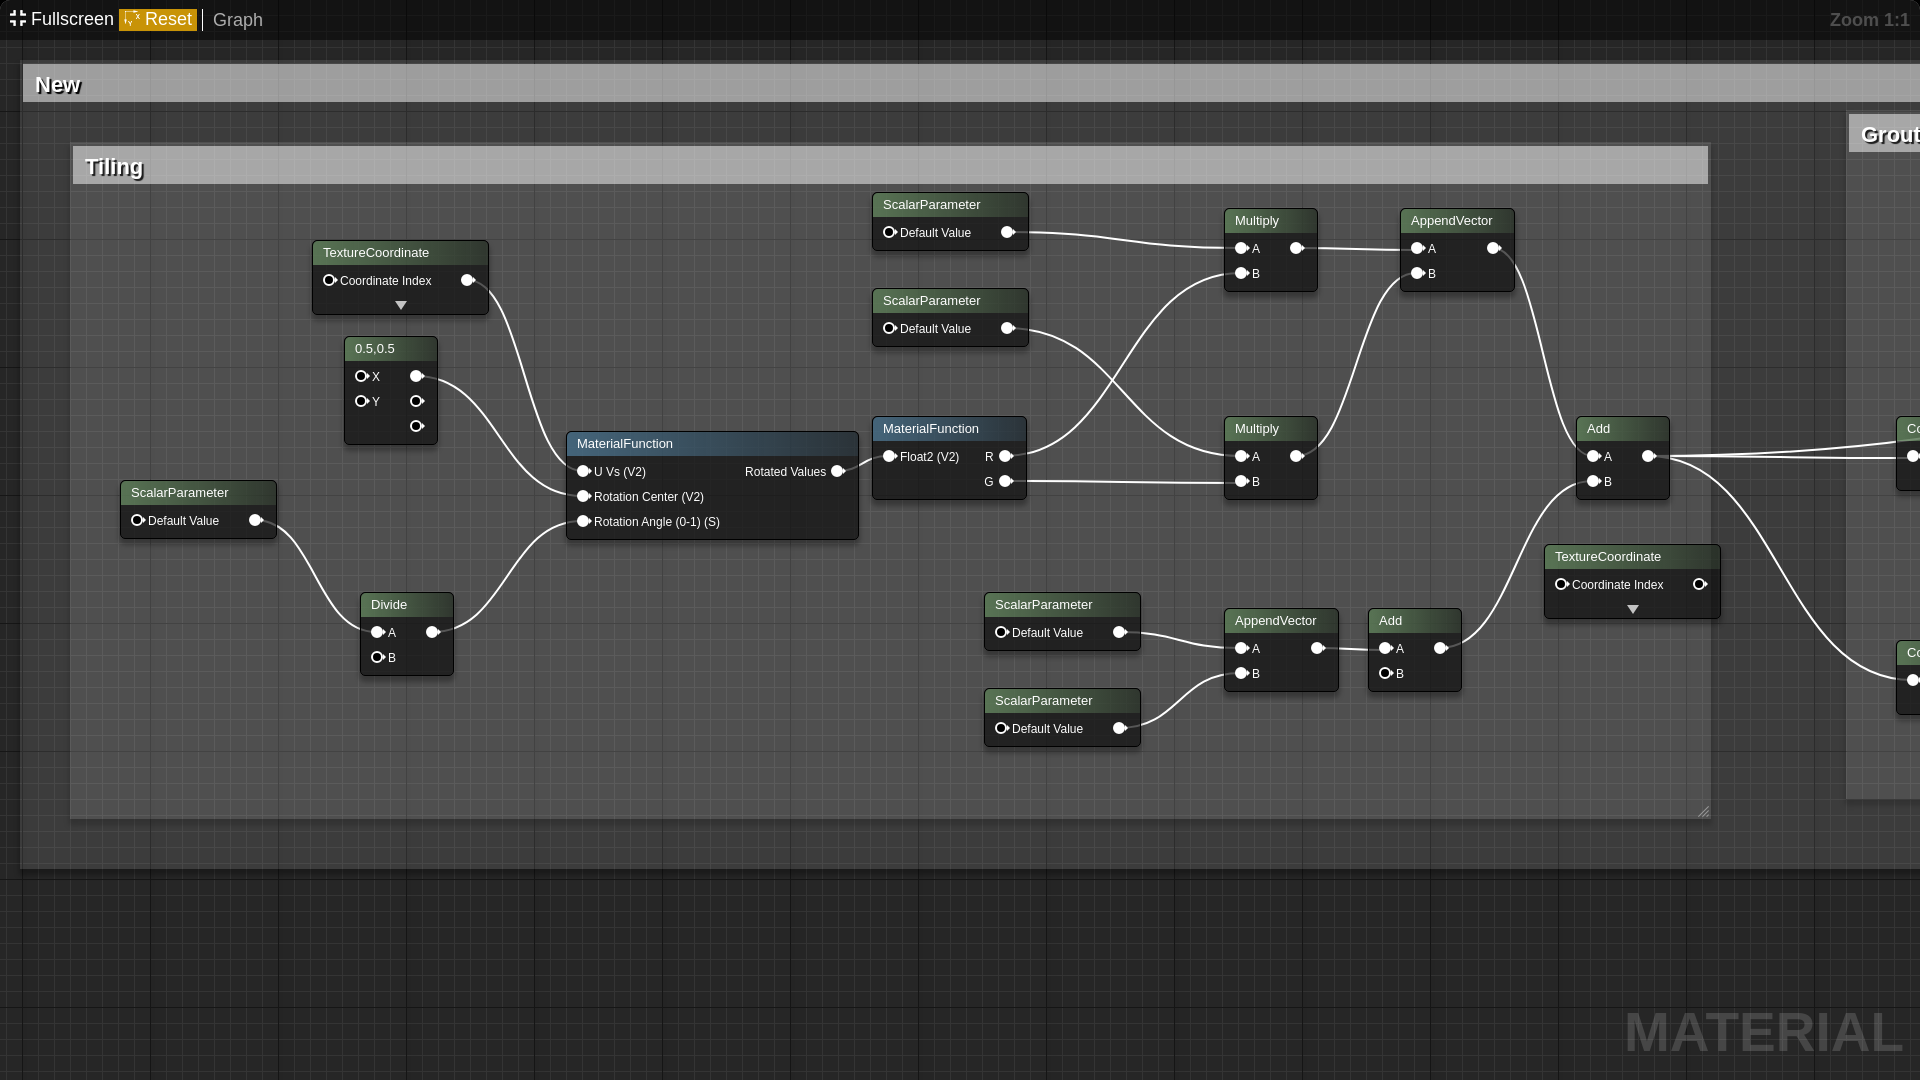 Fullscreen Reset Graph Zoom 1:1
New
Grout
Tiling
ScalarParameter
Default Value
Multiply
A
B
AppendVector
A
B
TextureCoordinate
Coordinate Index
ScalarParameter
Default Value
0.5,0.5
X
Y
MaterialFunction
U Vs (V2) Rotated Values
Rotation Center (V2)
Rotation Angle (0-1) (S)
MaterialFunction
Float2 (V2) R
G
Multiply
A
B
Add
A
B
Co
ScalarParameter
Default Value
TextureCoordinate
Coordinate Index
Divide
A
B
ScalarParameter
Default Value
AppendVector
A
B
Add
A
B
Co
ScalarParameter
Default Value
MATERIAL